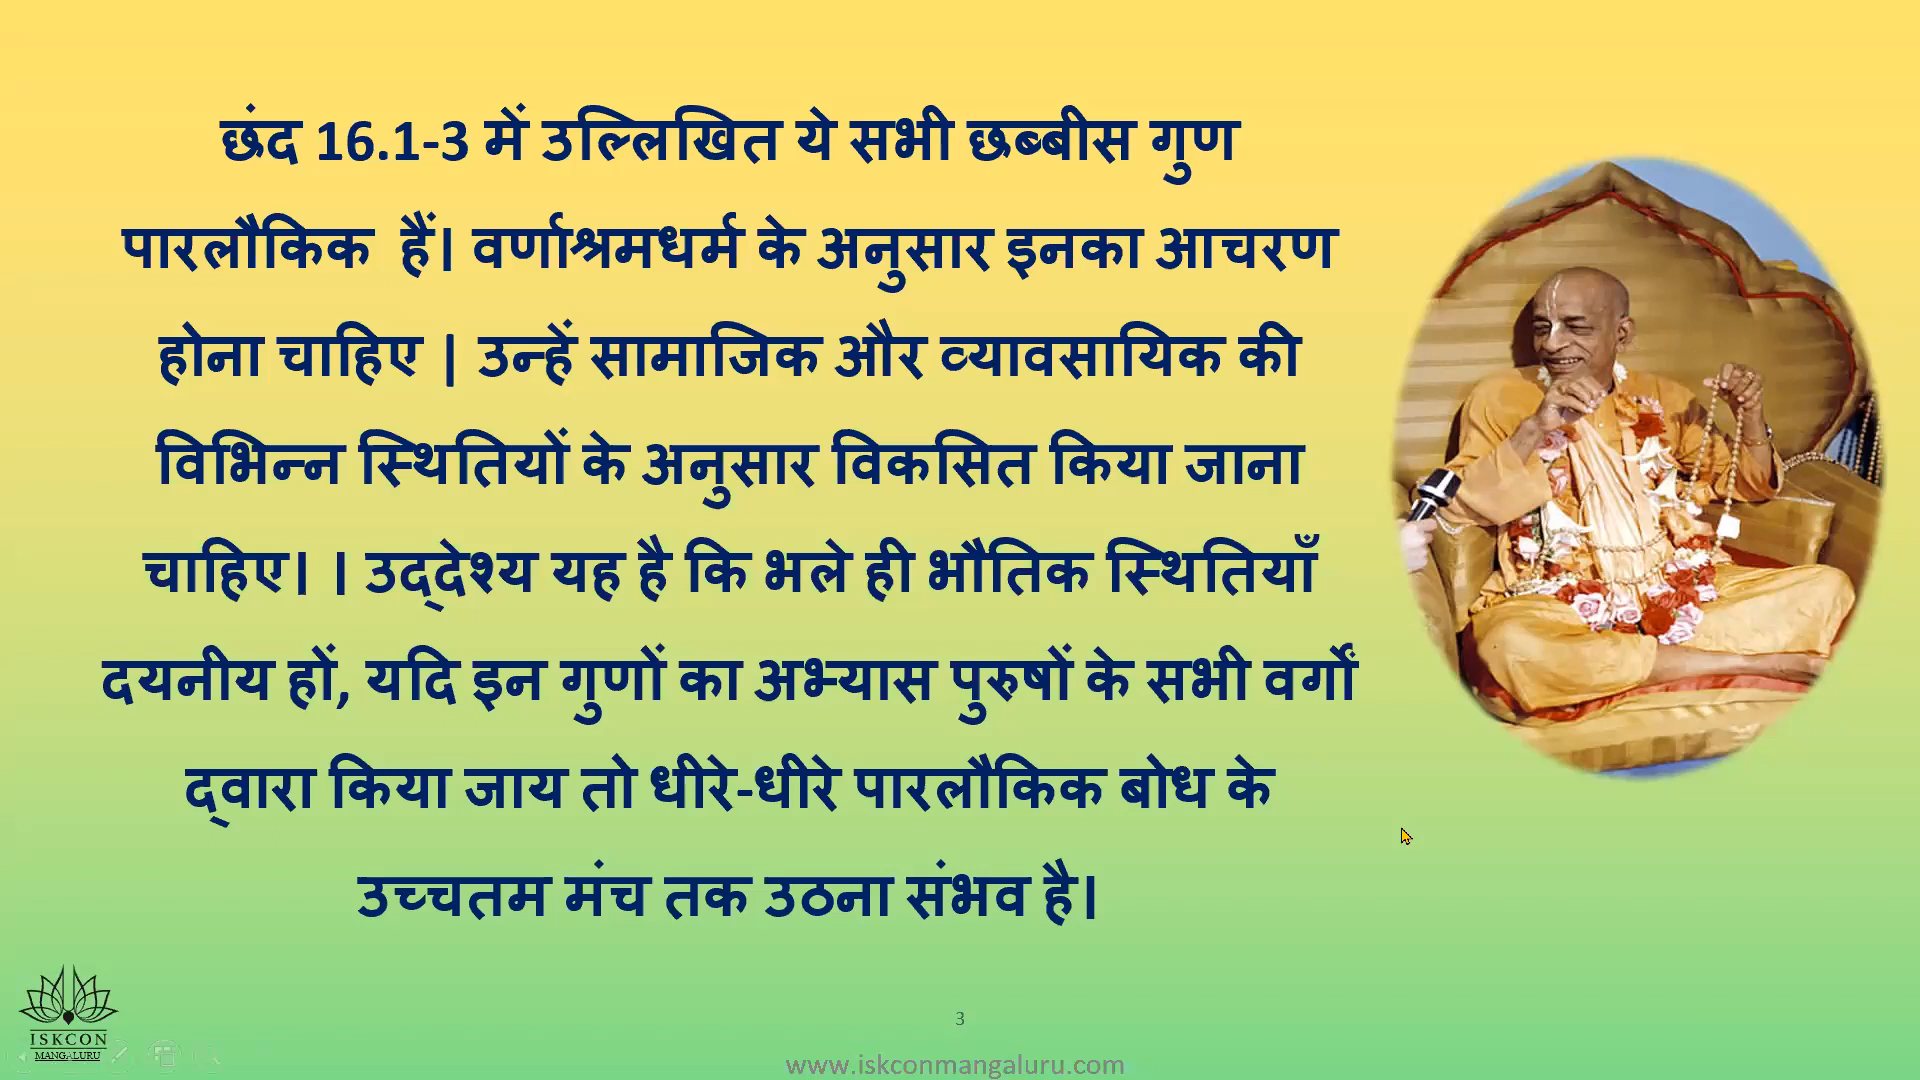 छंद 16.1-3 में उल्लिखित ये सभी छब्बीस गुण
पारलौकिक  हैं। वर्णाश्रमधर्म के अनुसार इनका आचरण
होना चाहिए | उन्हें सामाजिक और व्यावसायिक की
विभिन्न स्थितियों के अनुसार विकसित किया जाना
चाहिए। । उद्देश्य यह है कि भले ही भौतिक स्थितियाँ
दयनीय हों, यदि इन गुणों का अभ्यास पुरुषों के सभी वर्गों
द्वारा किया जाय तो धीरे-धीरे पारलौकिक बोध के
उच्चतम मंच तक उठना संभव है।
ISKCON
MANGALURU
3
www.iskconmangaluru.com